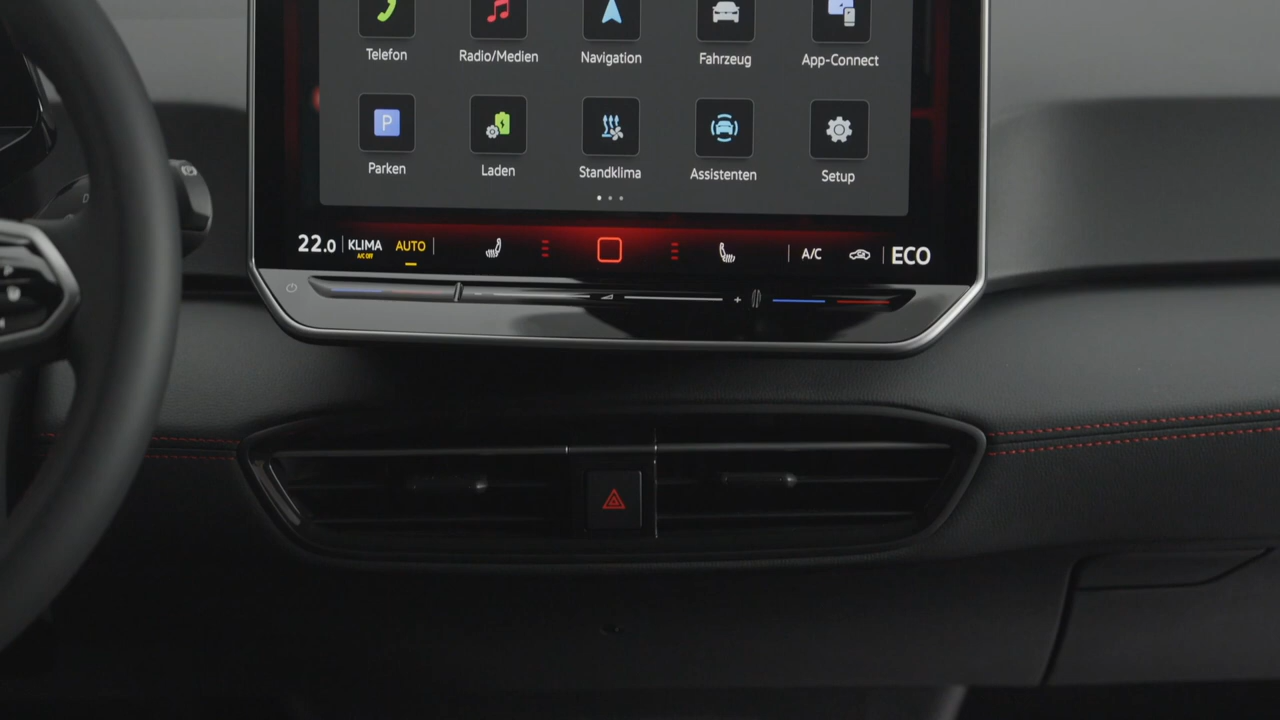 Telefon
Radio/Medien
Navigation
Fahrzeug
App-Connect
P
Parken
Laden
Standklima
Assistenten
Setup
22.0
KLIMA
A/C OFF
AUTO
A/C
ECO
+
D